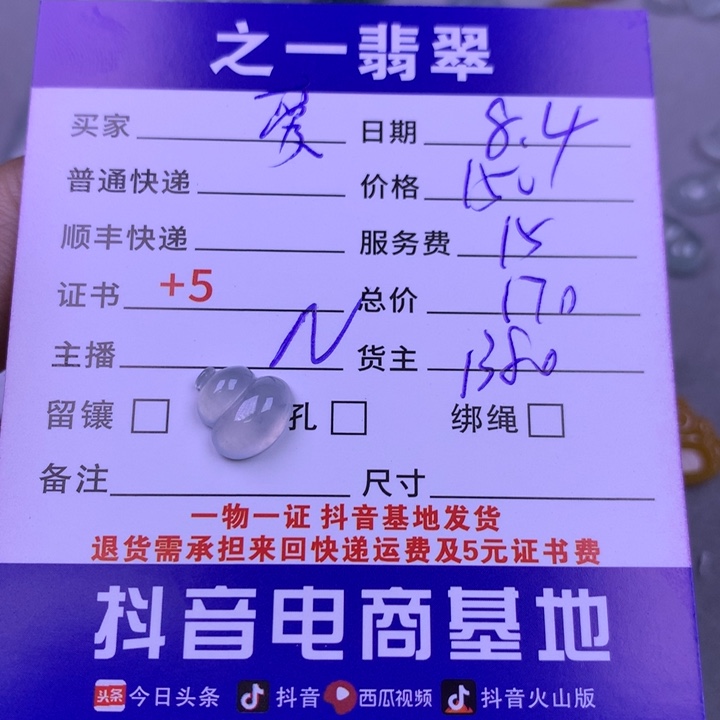 之一翡翠
买家 爱 日期 8.4
普通快递 价格 150
顺丰快递 服务费 15
证书 +5 总价 170
主播 N 货主 1380
留镶 孔 绑绳
备注 尺寸
一物一证 抖音基地发货
退货需承担来回快递运费及5元证书费
抖音电商基地
头条 今日头条 抖音 西瓜视频 抖音火山版